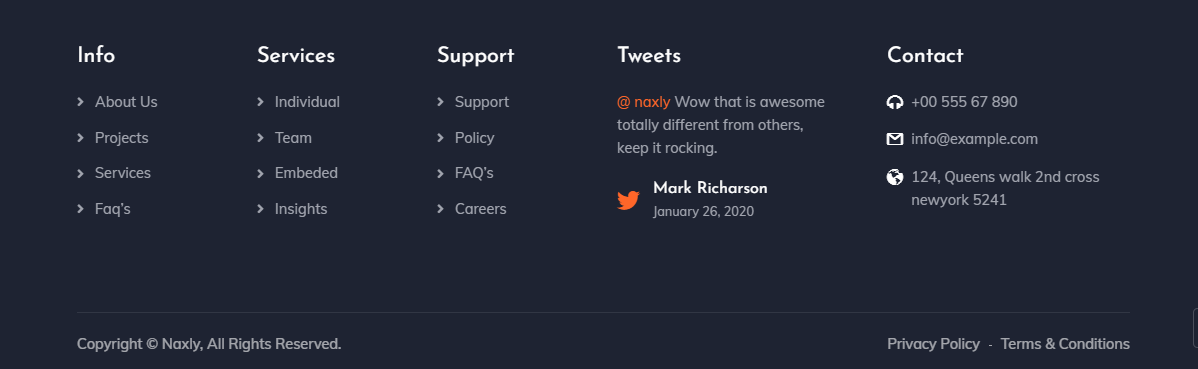 Info
About Us
Projects
Services
Faq's
Services
Individual
Team
Embeded
Insights
Support
Support
Policy
FAQ's
Careers
Tweets
@ naxly Wow that is awesome
totally different from others,
keep it rocking.
Mark Richarson
January 26, 2020
Contact
+00 555 67 890
info@example.com
124, Queens walk 2nd cross
newyork 5241
Copyright © Naxly, All Rights Reserved.
Privacy Policy - Terms & Conditions